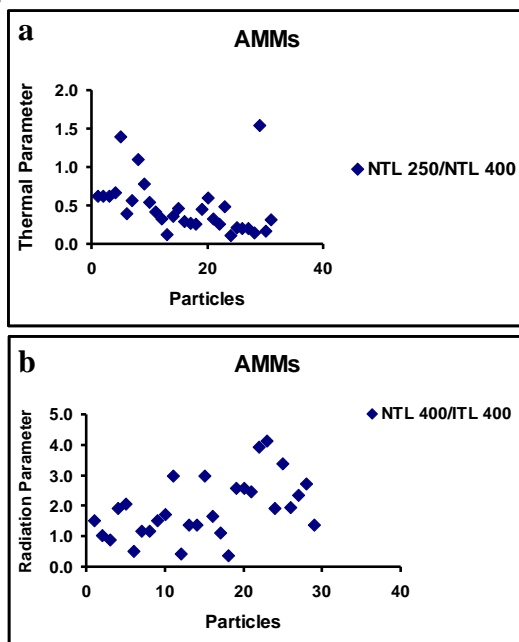 a
AMMs
2.0
1.5
1.0
0.5
0.0
0 20 40
Thermal Parameter
Particles
NTL 250/NTL 400
b
AMMs
5.0
4.0
3.0
2.0
1.0
0.0
0 10 20 30 40
Radiation Parameter
Particles
NTL 400/ITL 400